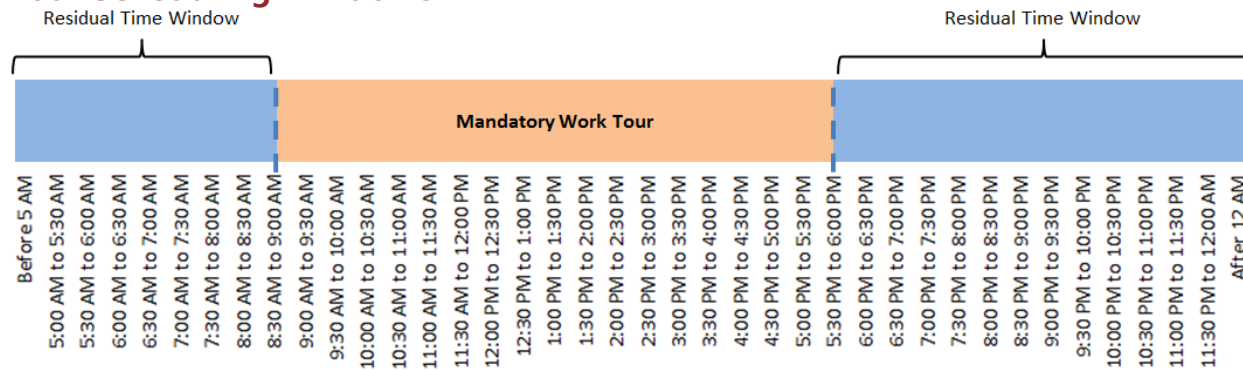 Residual Time Window
Residual Time Window
Mandatory Work Tour
Before 5 AM
5:00 AM to 5:30 AM
5:30 AM to 6:00 AM
6:00 AM to 6:30 AM
6:30 AM to 7:00 AM
7:00 AM to 7:30 AM
7:30 AM to 8:00 AM
8:00 AM to 8:30 AM
8:30 AM to 9:00 AM
9:00 AM to 9:30 AM
9:30 AM to 10:00 AM
10:00 AM to 10:30 AM
10:30 AM to 11:00 AM
11:00 AM to 11:30 AM
11:30 AM to 12:00 PM
12:00 PM to 12:30 PM
12:30 PM to 1:00 PM
1:00 PM to 1:30 PM
1:30 PM to 2:00 PM
2:00 PM to 2:30 PM
2:30 PM to 3:00 PM
3:00 PM to 3:30 PM
3:30 PM to 4:00 PM
4:00 PM to 4:30 PM
4:30 PM to 5:00 PM
5:00 PM to 5:30 PM
5:30 PM to 6:00 PM
6:00 PM to 6:30 PM
6:30 PM to 7:00 PM
7:00 PM to 7:30 PM
7:30 PM to 8:00 PM
8:00 PM to 8:30 PM
8:30 PM to 9:00 PM
9:00 PM to 9:30 PM
9:30 PM to 10:00 PM
10:00 PM to 10:30 PM
10:30 PM to 11:00 PM
11:00 PM to 11:30 PM
11:30 PM to 12:00 AM
After 12 AM